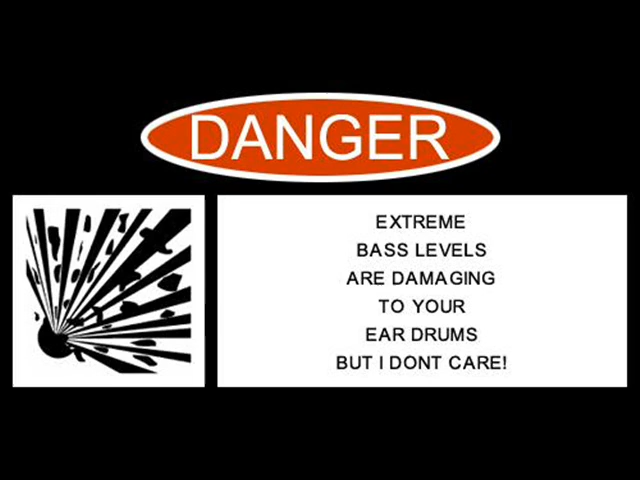 DANGER
EXTREME
BASS LEVELS
ARE DAMAGING
TO YOUR
EAR DRUMS
BUT I DONT CARE!